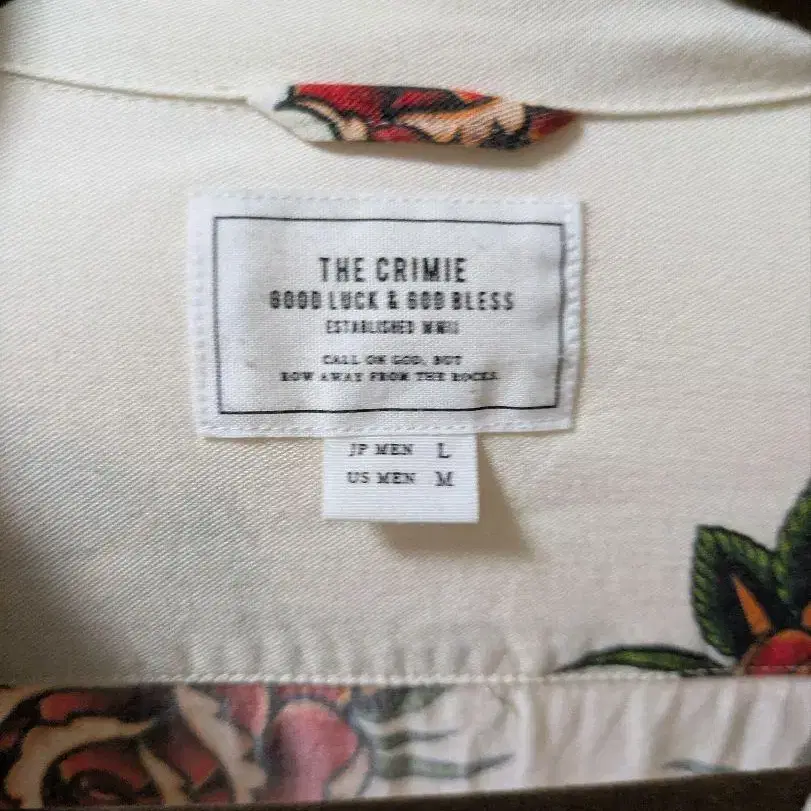 THE CRIMIE
GOOD LUCK & GOD BLESS
ESTABLISHED MMII
CALL ON GOD, BUT
ROW AWAY FROM THE ROCKS.
JP MEN L
US MEN M